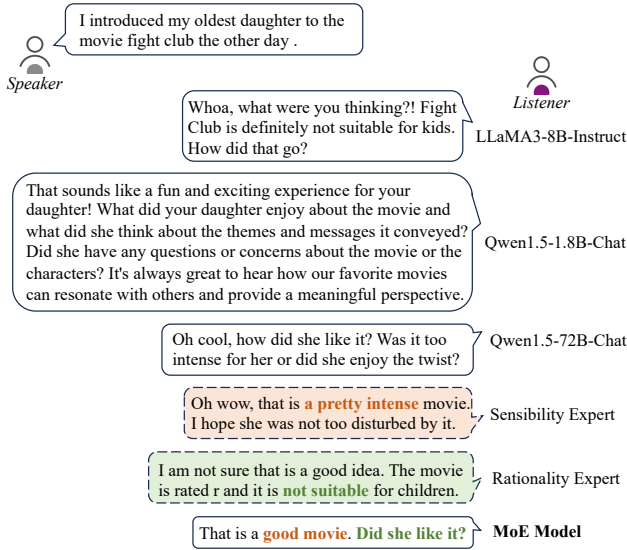 I introduced my oldest daughter to the
movie fight club the other day .
Speaker
Listener
Whoa, what were you thinking?! Fight
Club is definitely not suitable for kids.
How did that go?
LLaMA3-8B-Instruct
That sounds like a fun and exciting experience for your
daughter! What did your daughter enjoy about the movie and
what did she think about the themes and messages it conveyed?
Did she have any questions or concerns about the movie or the
characters? It's always great to hear how our favorite movies
can resonate with others and provide a meaningful perspective.
Qwen1.5-1.8B-Chat
Oh cool, how did she like it? Was it too
intense for her or did she enjoy the twist?
Qwen1.5-72B-Chat
Oh wow, that is a pretty intense movie.
I hope she was not too disturbed by it.
Sensibility Expert
I am not sure that is a good idea. The movie
is rated r and it is not suitable for children.
Rationality Expert
That is a good movie. Did she like it?
MoE Model